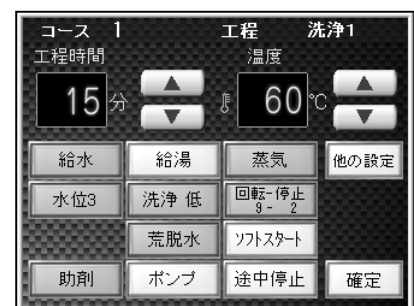 コース 1 工程 洗浄1
工程時間 温度
15分 60℃
給水 給湯 蒸気 他の設定
水位3 洗浄 低 回転-停止
9 - 2
荒脱水 ソフトスタート
助剤 ポンプ 途中停止 確定